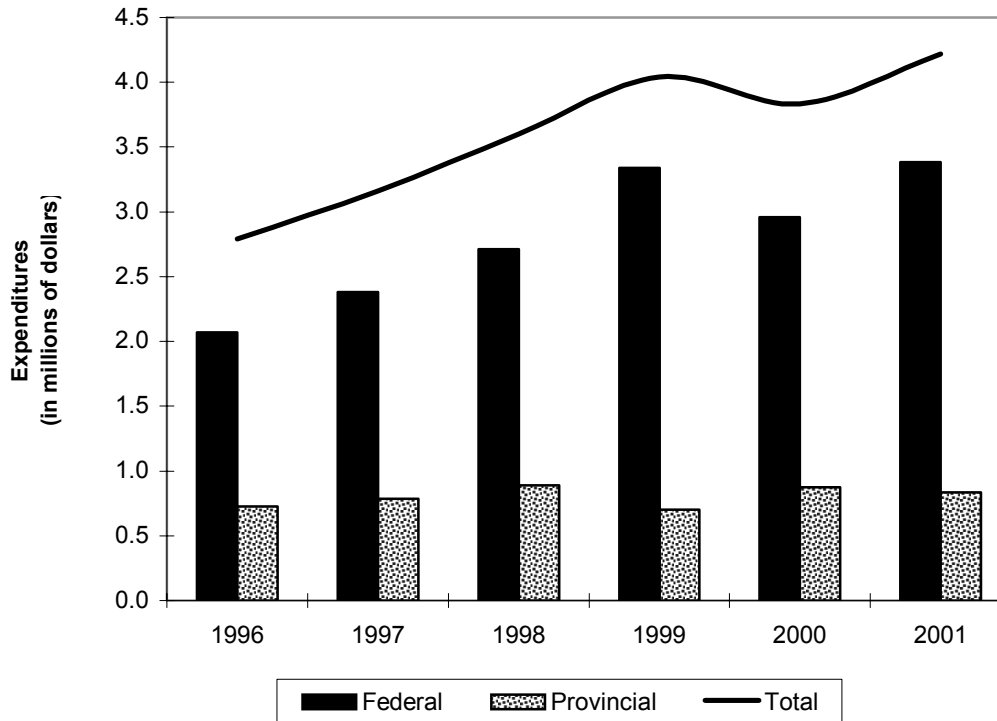 4.5
4.0
3.5
3.0
2.5
2.0
1.5
1.0
0.5
0.0
Expenditures
(in millions of dollars)
1996 1997 1998 1999 2000 2001
Federal Provincial Total